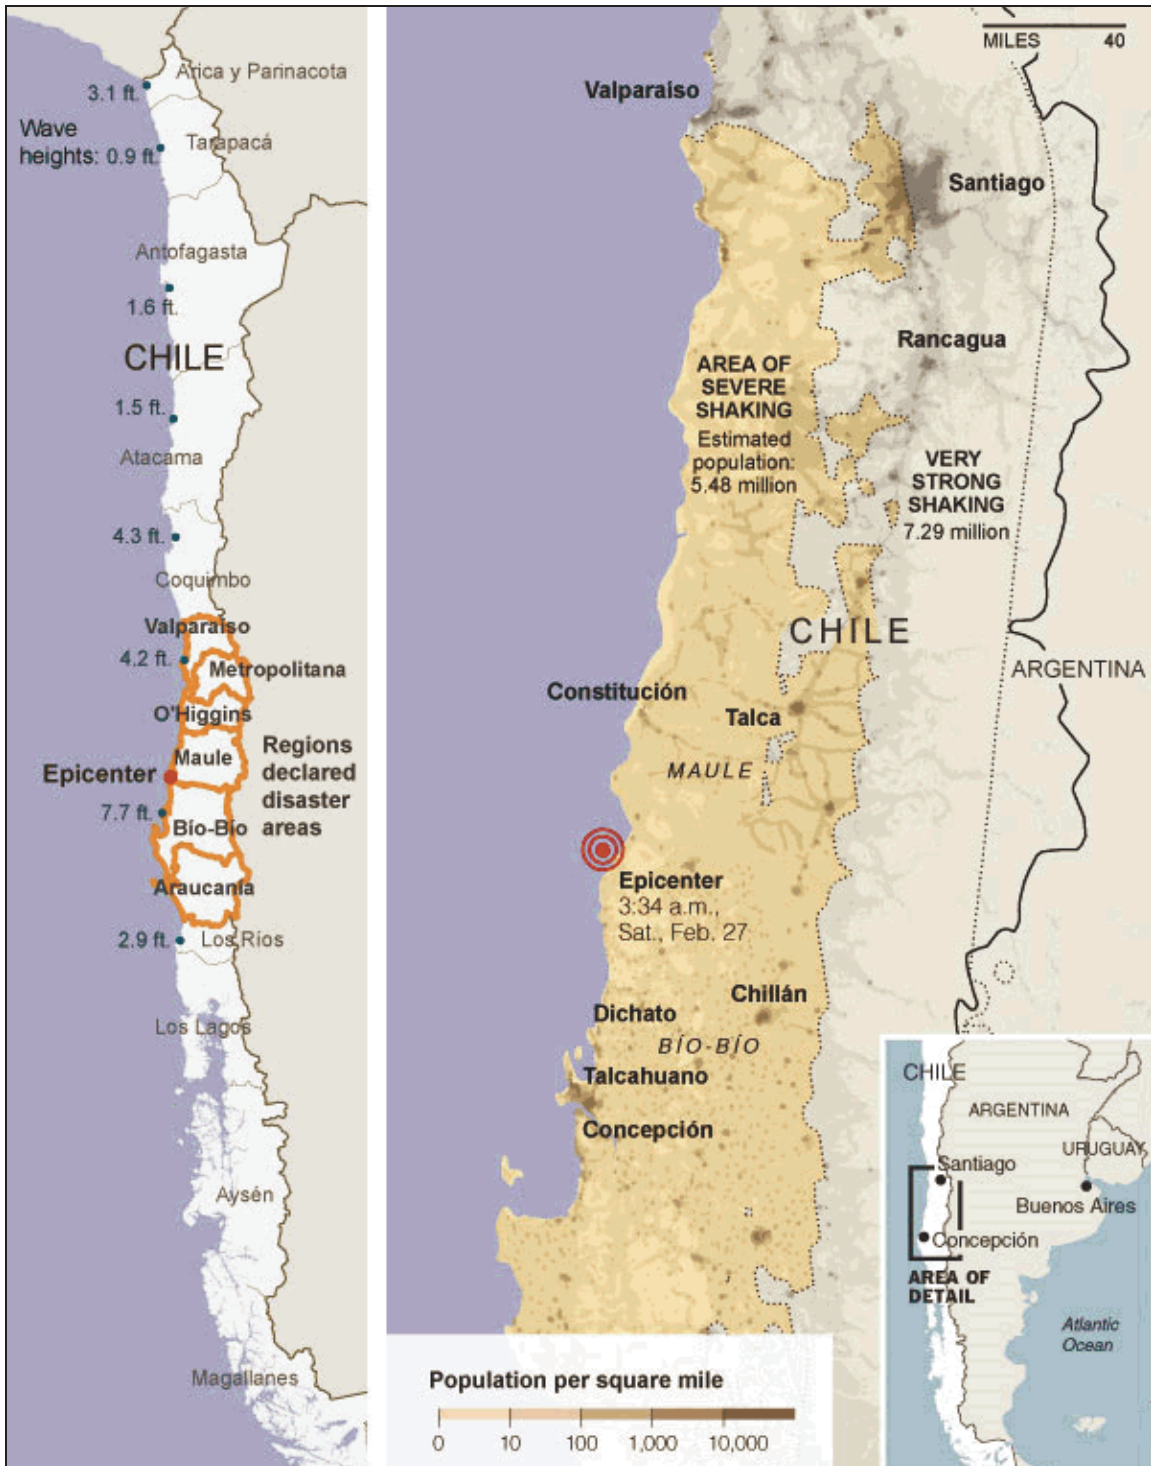 Arica y Parinacota
3.1 ft.
Wave
heights: 0.9 ft.
Tarapacá
Antofagasta
1.6 ft.
CHILE
1.5 ft.
Atacama
4.3 ft.
Coquimbo
Valparaíso
4.2 ft.
Metropolitana
O'Higgins
Maule
Epicenter
Regions
declared
disaster
areas
7.7 ft.
Bío-Bío
Araucanía
2.9 ft.
Los Ríos
Los Lagos
Aysén
Magallanes
MILES 40
Valparaíso
Santiago
Rancagua
AREA OF
SEVERE
SHAKING
Estimated
population:
5.48 million
VERY
STRONG
SHAKING
7.29 million
CHILE
ARGENTINA
Constitución
Talca
MAULE
Epicenter
3:34 a.m.,
Sat., Feb. 27
Chillán
Dichato
BÍO-BÍO
Talcahuano
Concepción
CHILE
ARGENTINA
URUGUAY
Santiago
Buenos Aires
Concepción
AREA OF
DETAIL
Atlantic
Ocean
Population per square mile
0 10 100 1,000 10,000